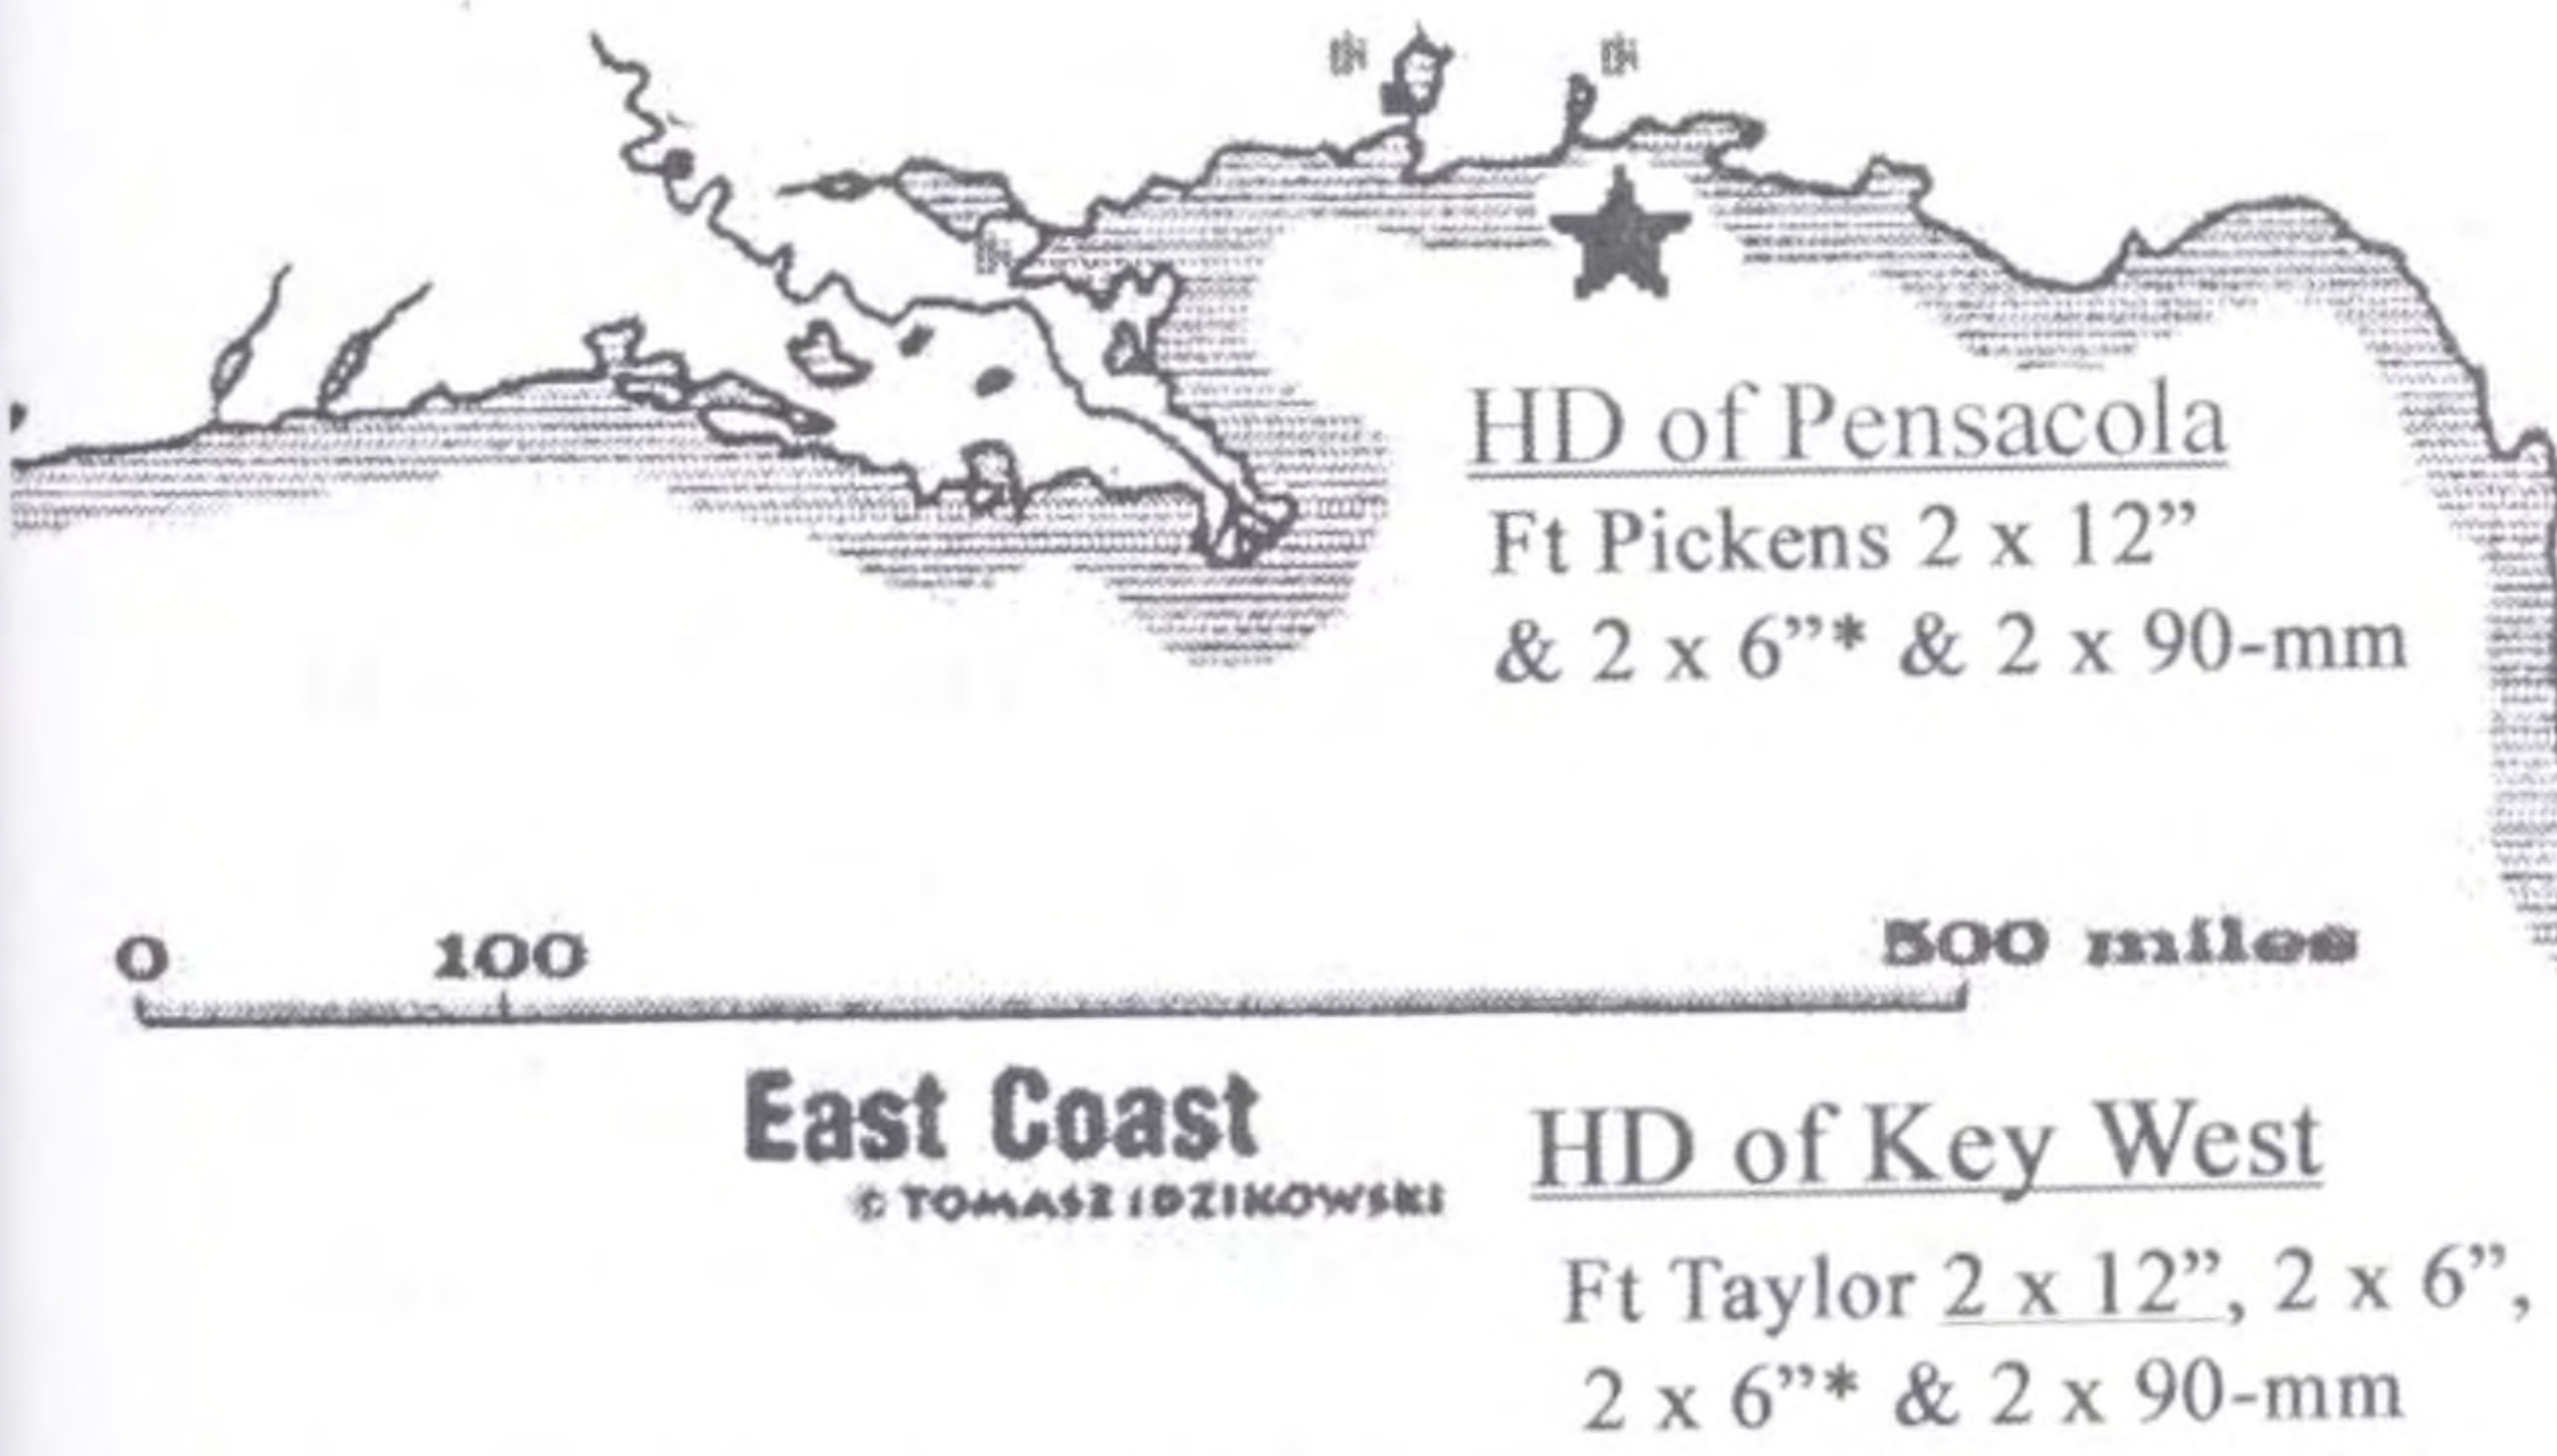 HD of Pensacola
Ft Pickens 2 x 12”
& 2 x 6”* & 2 x 90-mm
0 100 500 miles
East Coast
© TOMASZ IDZIKOWSKI
HD of Key West
Ft Taylor 2 x 12”, 2 x 6”,
2 x 6”* & 2 x 90-mm